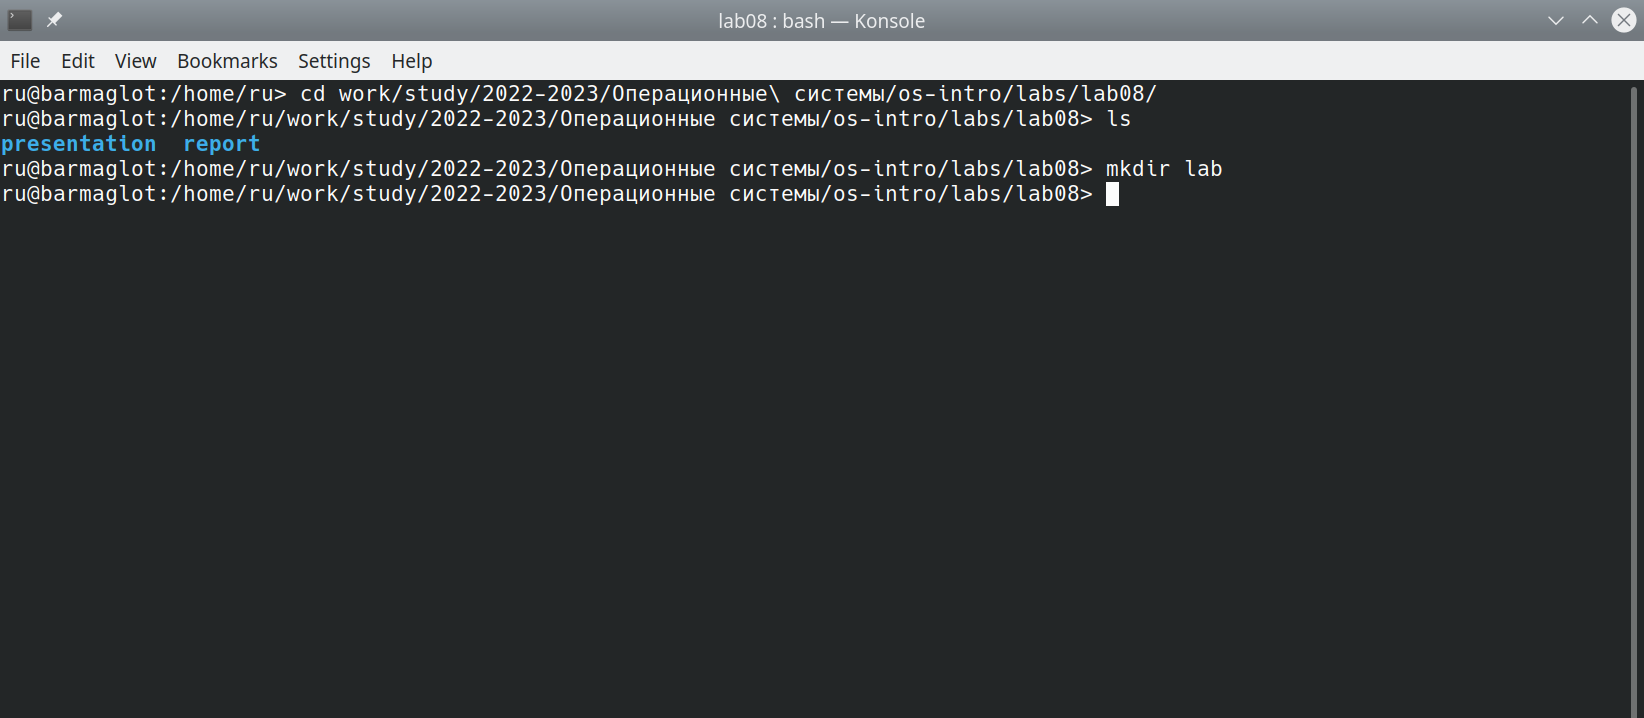 lab08 : bash — Konsole
File Edit View Bookmarks Settings Help
ru@barmaglot:/home/ru> cd work/study/2022-2023/Операционные\ системы/os-intro/labs/lab08/
ru@barmaglot:/home/ru/work/study/2022-2023/Операционные системы/os-intro/labs/lab08> ls
presentation  report
ru@barmaglot:/home/ru/work/study/2022-2023/Операционные системы/os-intro/labs/lab08> mkdir lab
ru@barmaglot:/home/ru/work/study/2022-2023/Операционные системы/os-intro/labs/lab08>